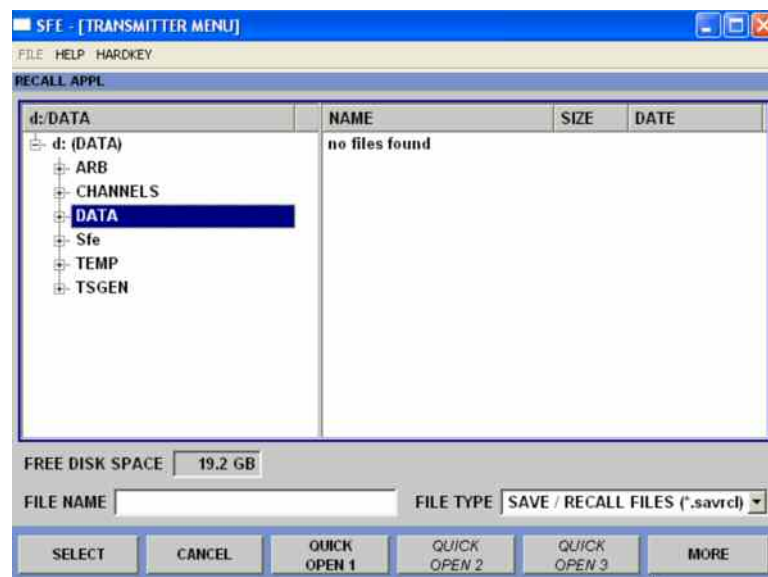 SFE - [TRANSMITTER MENU]
FILE HELP HARDKEY
RECALL APPL
d:/DATA NAME SIZE DATE
d: (DATA) no files found
ARB
CHANNELS
DATA
Sfe
TEMP
TSGEN
FREE DISK SPACE 19.2 GB
FILE NAME FILE TYPE SAVE / RECALL FILES (*.savrcl)
SELECT CANCEL QUICK OPEN 1 QUICK OPEN 2 QUICK OPEN 3 MORE